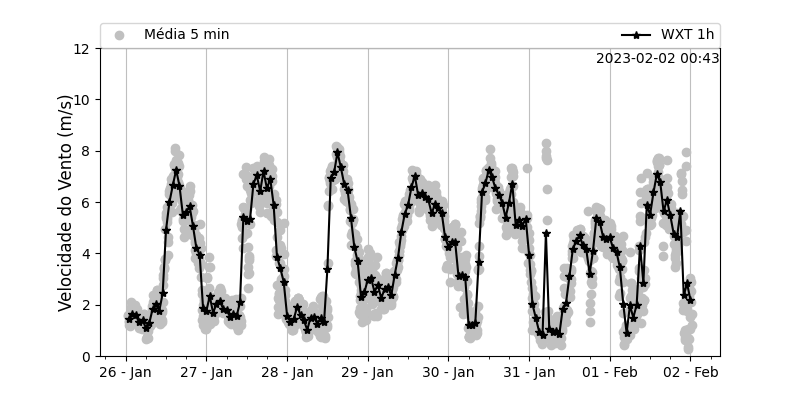 Média 5 min
WXT 1h
2023-02-02 00:43
Velocidade do Vento (m/s)
12
10
8
6
4
2
0
26 - Jan
27 - Jan
28 - Jan
29 - Jan
30 - Jan
31 - Jan
01 - Feb
02 - Feb